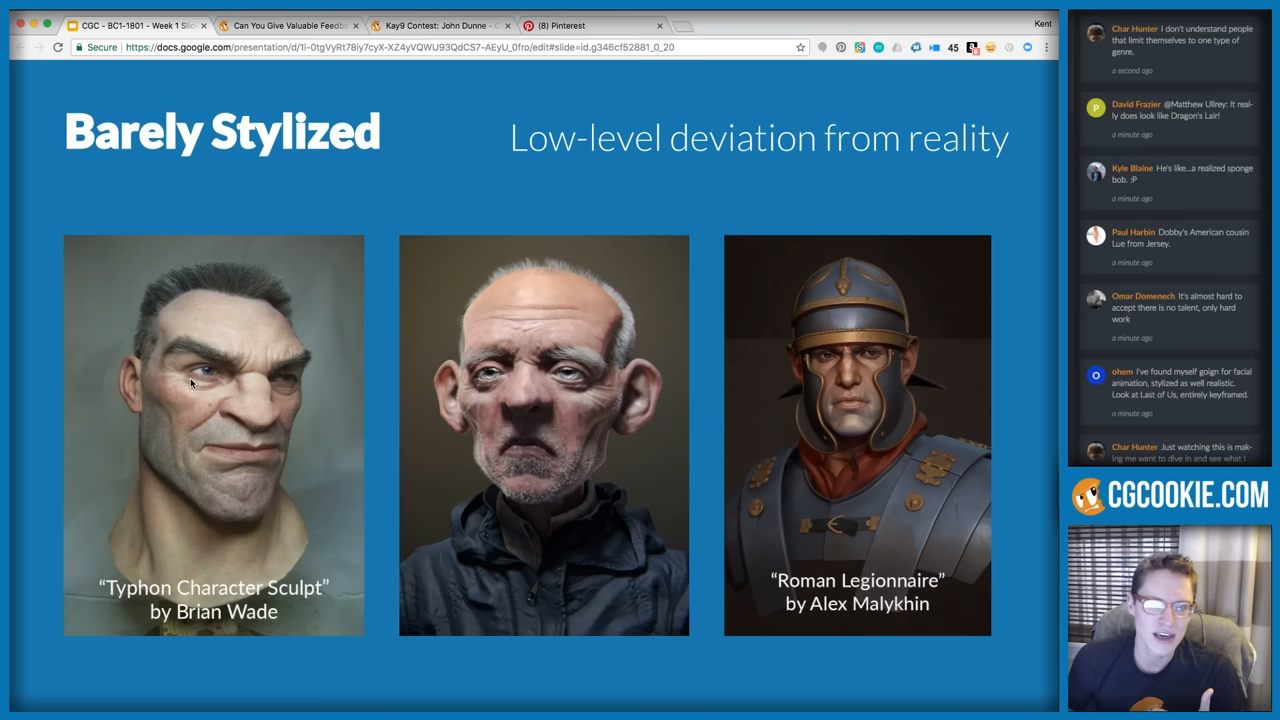 CGC - BC1-1801 - Week 1 Slid
Can You Give Valuable Feedba
Kay9 Contest: John Dunne - C
(8) Pinterest
Kent
Secure
https://docs.google.com/presentation/d/1i-0tgVyRt78iy7cyX-XZ4yVQWU93QdCS7-AEyU_0fro/edit#slide=id.g346cf52881_0_20
45
Barely Stylized
Low-level deviation from reality
“Typhon Character Sculpt”
by Brian Wade
“Roman Legionnaire”
by Alex Malykhin
Char Hunter I don't understand people
that limit themselves to one type of
genre.
a second ago
P
David Frazier @Matthew Ullrey: It real-
ly does look like Dragon's Lair!
a minute ago
Kyle Blaine He's like...a realized sponge
bob. :P
a minute ago
Paul Harbin Dobby's American cousin
Lue from Jersey.
a minute ago
Omar Domenech It's almost hard to
accept there is no talent, only hard
work
a minute ago
O
ohem I've found myself goign for facial
animation, stylized as well realistic.
Look at Last of Us, entirely keyframed.
a minute ago
Char Hunter Just watching this is mak-
ing me want to dive in and see what I
CGCOOKIE.COM